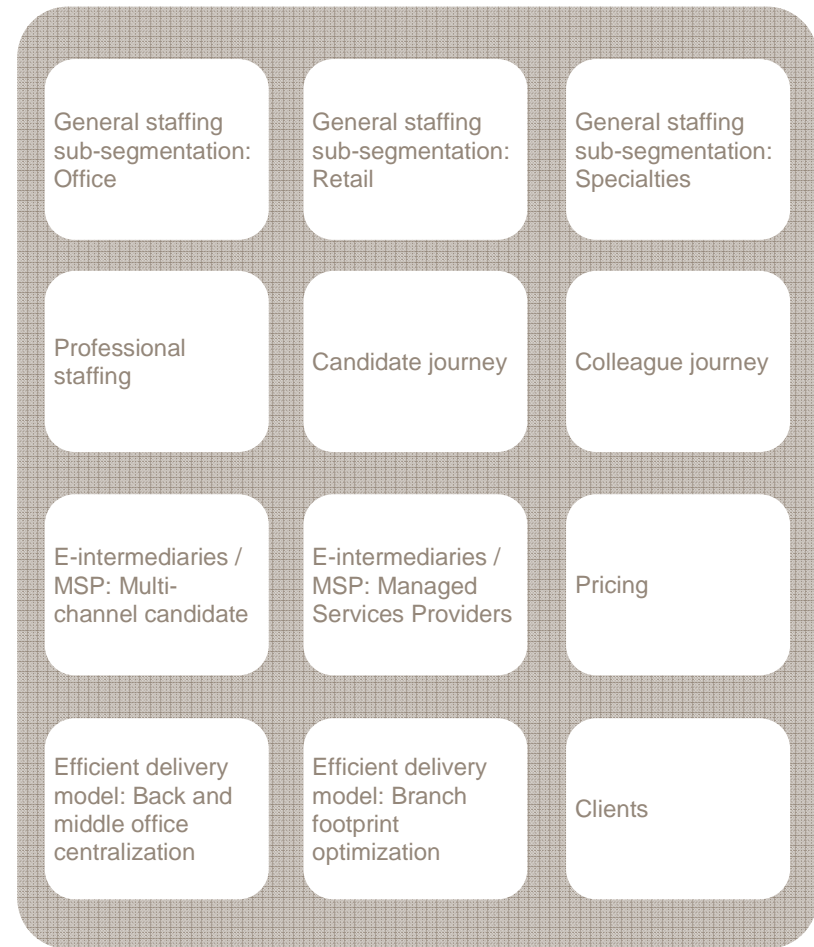 General staffing
sub-segmentation:
Office
General staffing
sub-segmentation:
Retail
General staffing
sub-segmentation:
Specialties
Professional
staffing
Candidate journey
Colleague journey
E-intermediaries /
MSP: Multi-
channel candidate
E-intermediaries /
MSP: Managed
Services Providers
Pricing
Efficient delivery
model: Back and
middle office
centralization
Efficient delivery
model: Branch
footprint
optimization
Clients